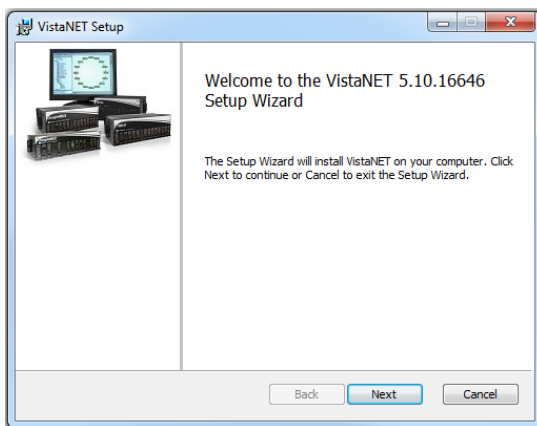 VistaNET Setup
Welcome to the VistaNET 5.10.16646
Setup Wizard
The Setup Wizard will install VistaNET on your computer. Click
Next to continue or Cancel to exit the Setup Wizard.
Back Next Cancel